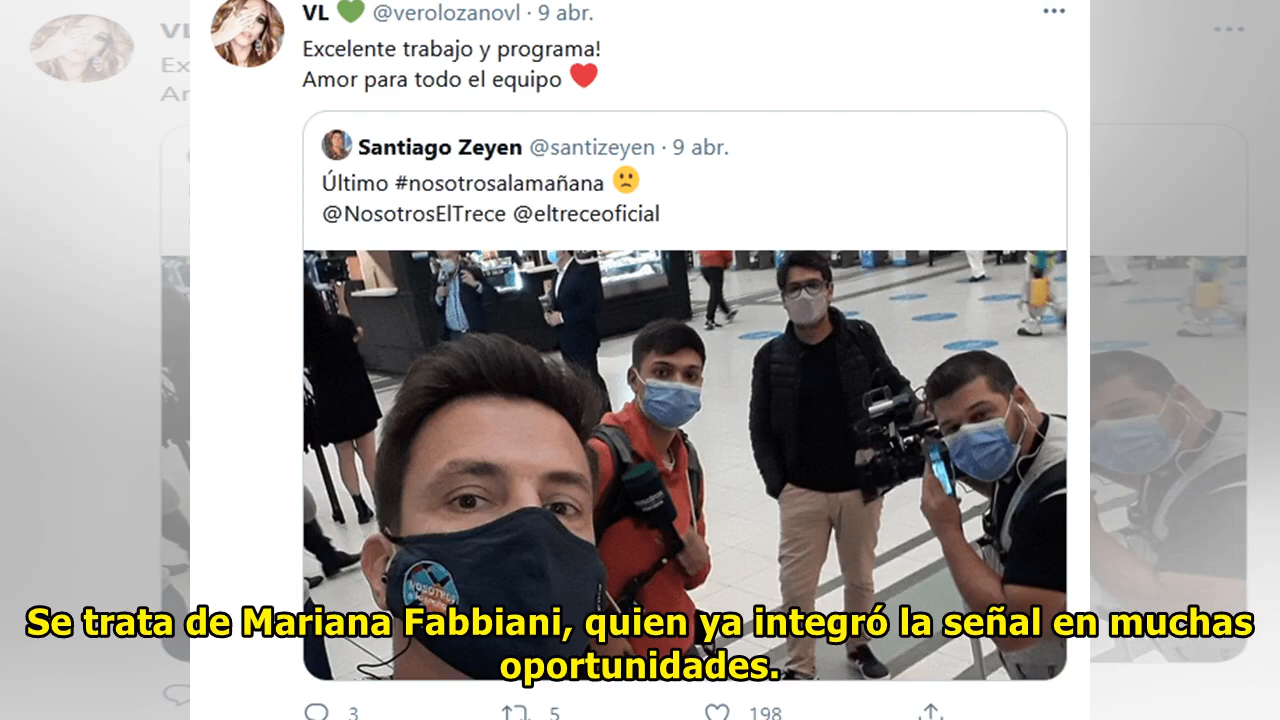 VL 💚 @verolozanovl · 9 abr.
Excelente trabajo y programa!
Amor para todo el equipo ❤️
Santiago Zeyen @santizeyen · 9 abr.
Último #nosotrosalamañana 🙁
@NosotrosElTrece @eltreceoficial
NOSOTROS
Se trata de Mariana Fabbiani, quien ya integró la señal en muchas
oportunidades.
3 5 198